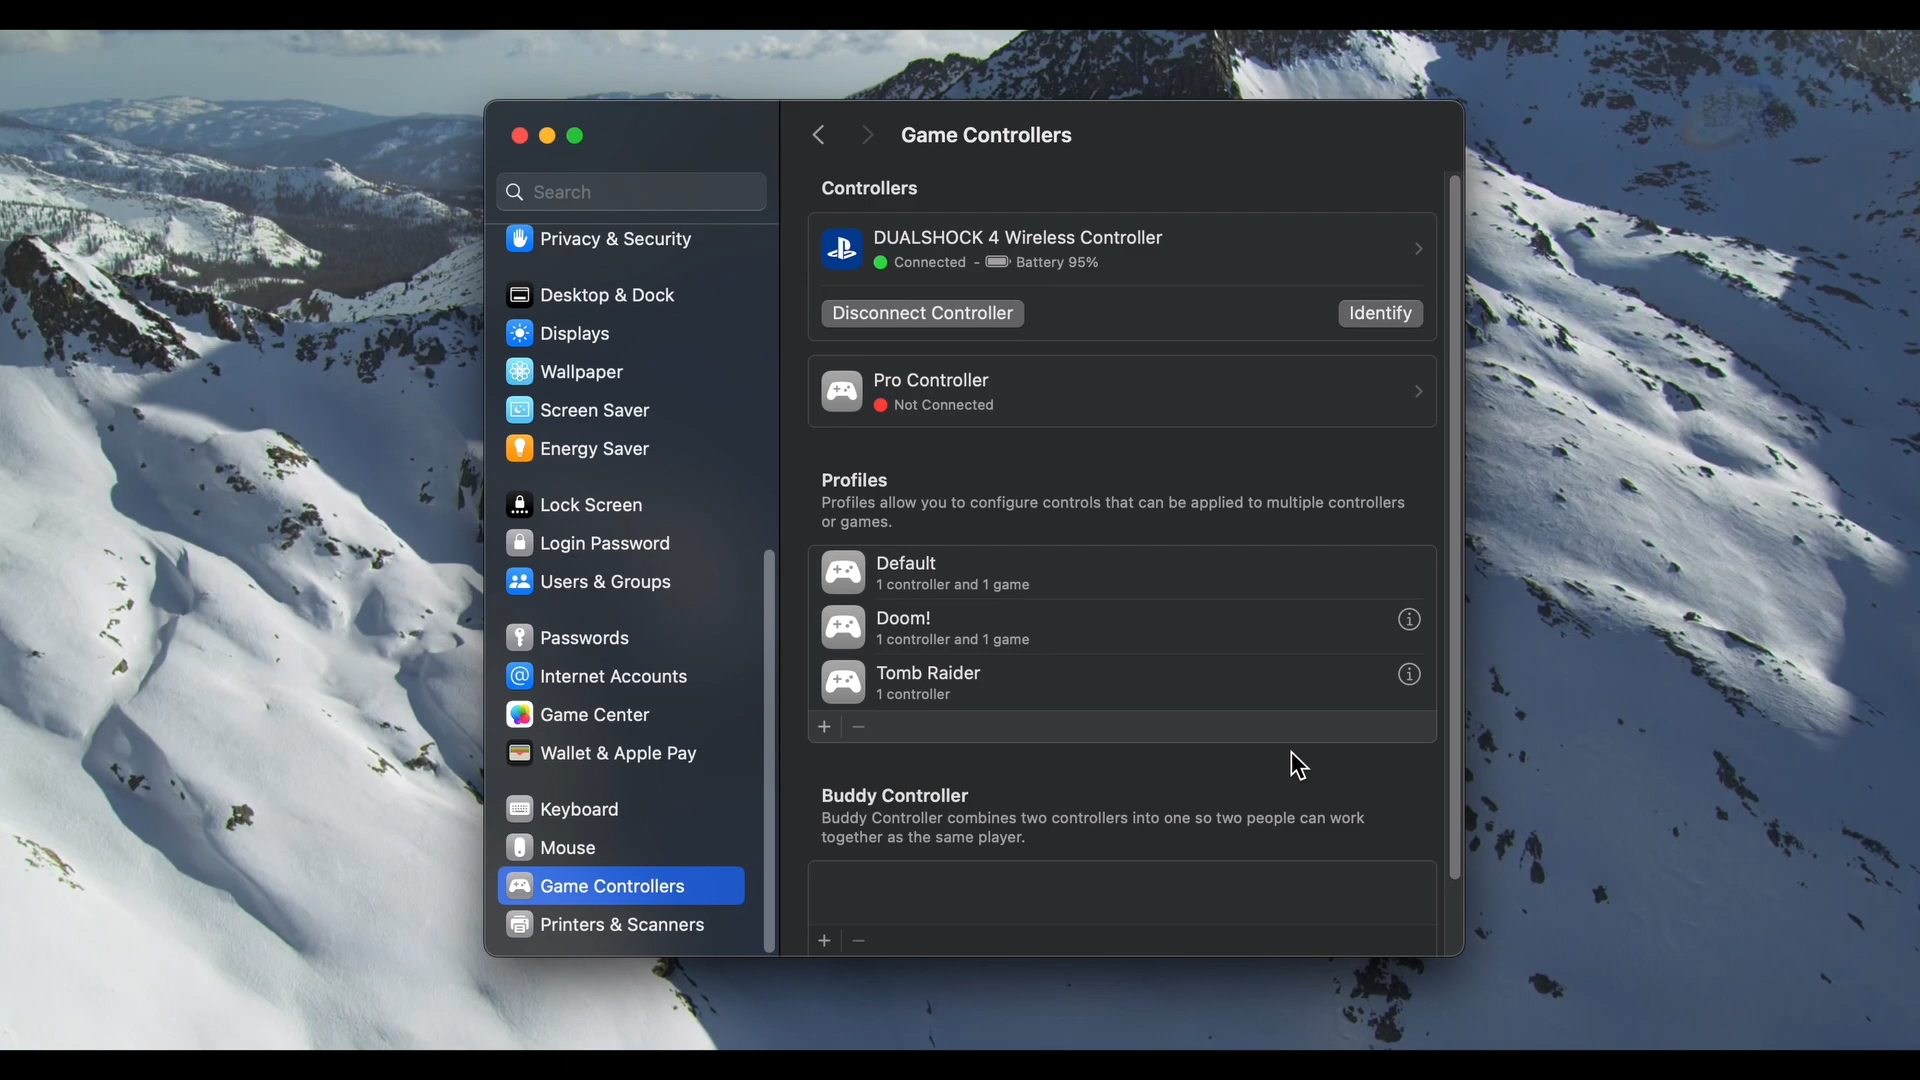 Game Controllers
Search
Privacy & Security
Desktop & Dock
Displays
Wallpaper
Screen Saver
Energy Saver
Lock Screen
Login Password
Users & Groups
Passwords
Internet Accounts
Game Center
Wallet & Apple Pay
Keyboard
Mouse
Game Controllers
Printers & Scanners
Controllers
DUALSHOCK 4 Wireless Controller
Connected - Battery 95%
Disconnect Controller
Identify
Pro Controller
Not Connected
Profiles
Profiles allow you to configure controls that can be applied to multiple controllers
or games.
Default
1 controller and 1 game
Doom!
1 controller and 1 game
Tomb Raider
1 controller
Buddy Controller
Buddy Controller combines two controllers into one so two people can work
together as the same player.